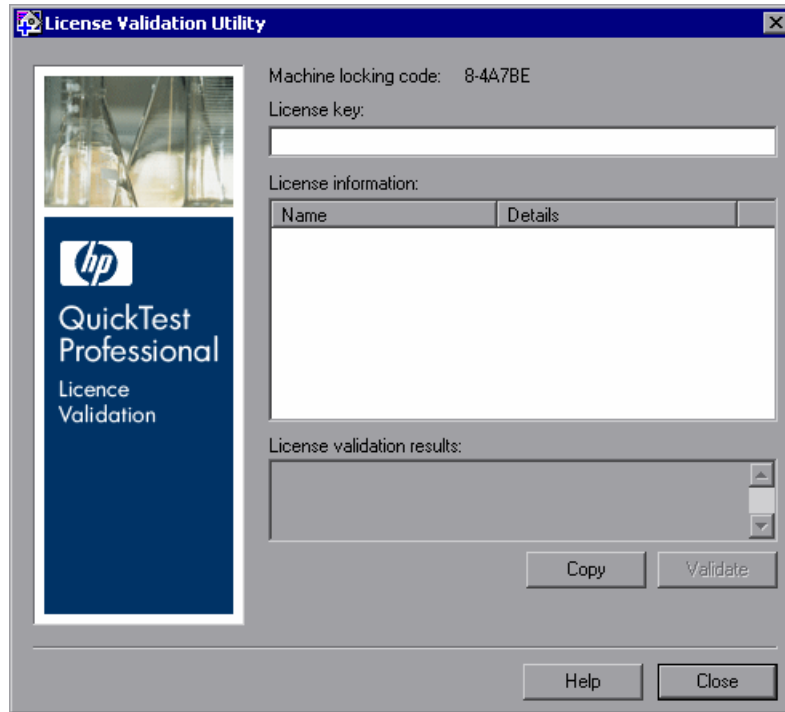 License Validation Utility
Machine locking code: 8-4A7BE
License key:
License information:
Name Details
hp
QuickTest
Professional
Licence
Validation
License validation results:
Copy Validate
Help Close